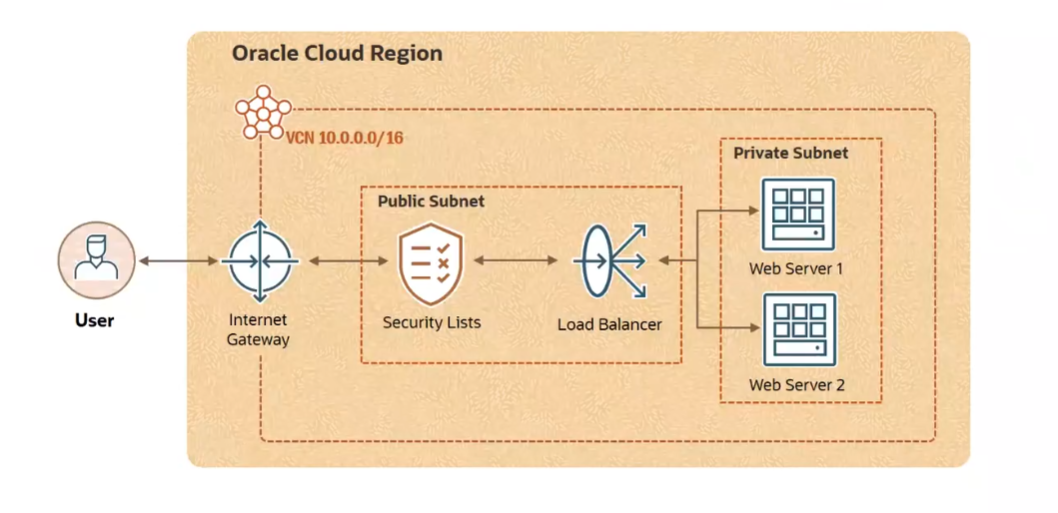 Oracle Cloud Region
VCN 10.0.0.0/16
Private Subnet
Public Subnet
Web Server 1
User
Internet
Gateway
Security Lists
Load Balancer
Web Server 2